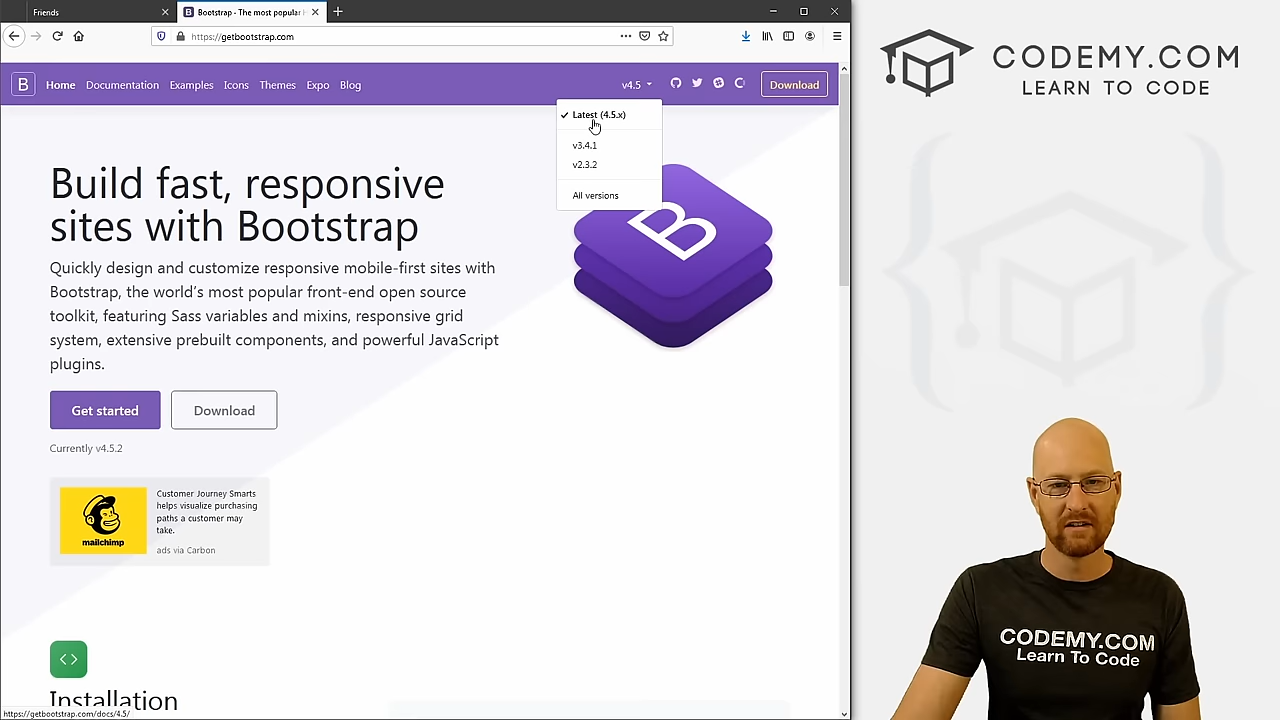 Friends
Bootstrap - The most popular
https://getbootstrap.com
B
Home
Documentation
Examples
Icons
Themes
Expo
Blog
v4.5
Download
Latest (4.5.x)
v3.4.1
v2.3.2
All versions
Build fast, responsive
sites with Bootstrap
Quickly design and customize responsive mobile-first sites with
Bootstrap, the world's most popular front-end open source
toolkit, featuring Sass variables and mixins, responsive grid
system, extensive prebuilt components, and powerful JavaScript
plugins.
Get started
Download
Currently v4.5.2
B
Customer Journey Smarts
helps visualize purchasing
paths a customer may
take.
ads via Carbon
mailchimp
Installation
https://getbootstrap.com/docs/4.5/
CODEMY.COM
LEARN TO CODE
CODEMY.COM
Learn To Code